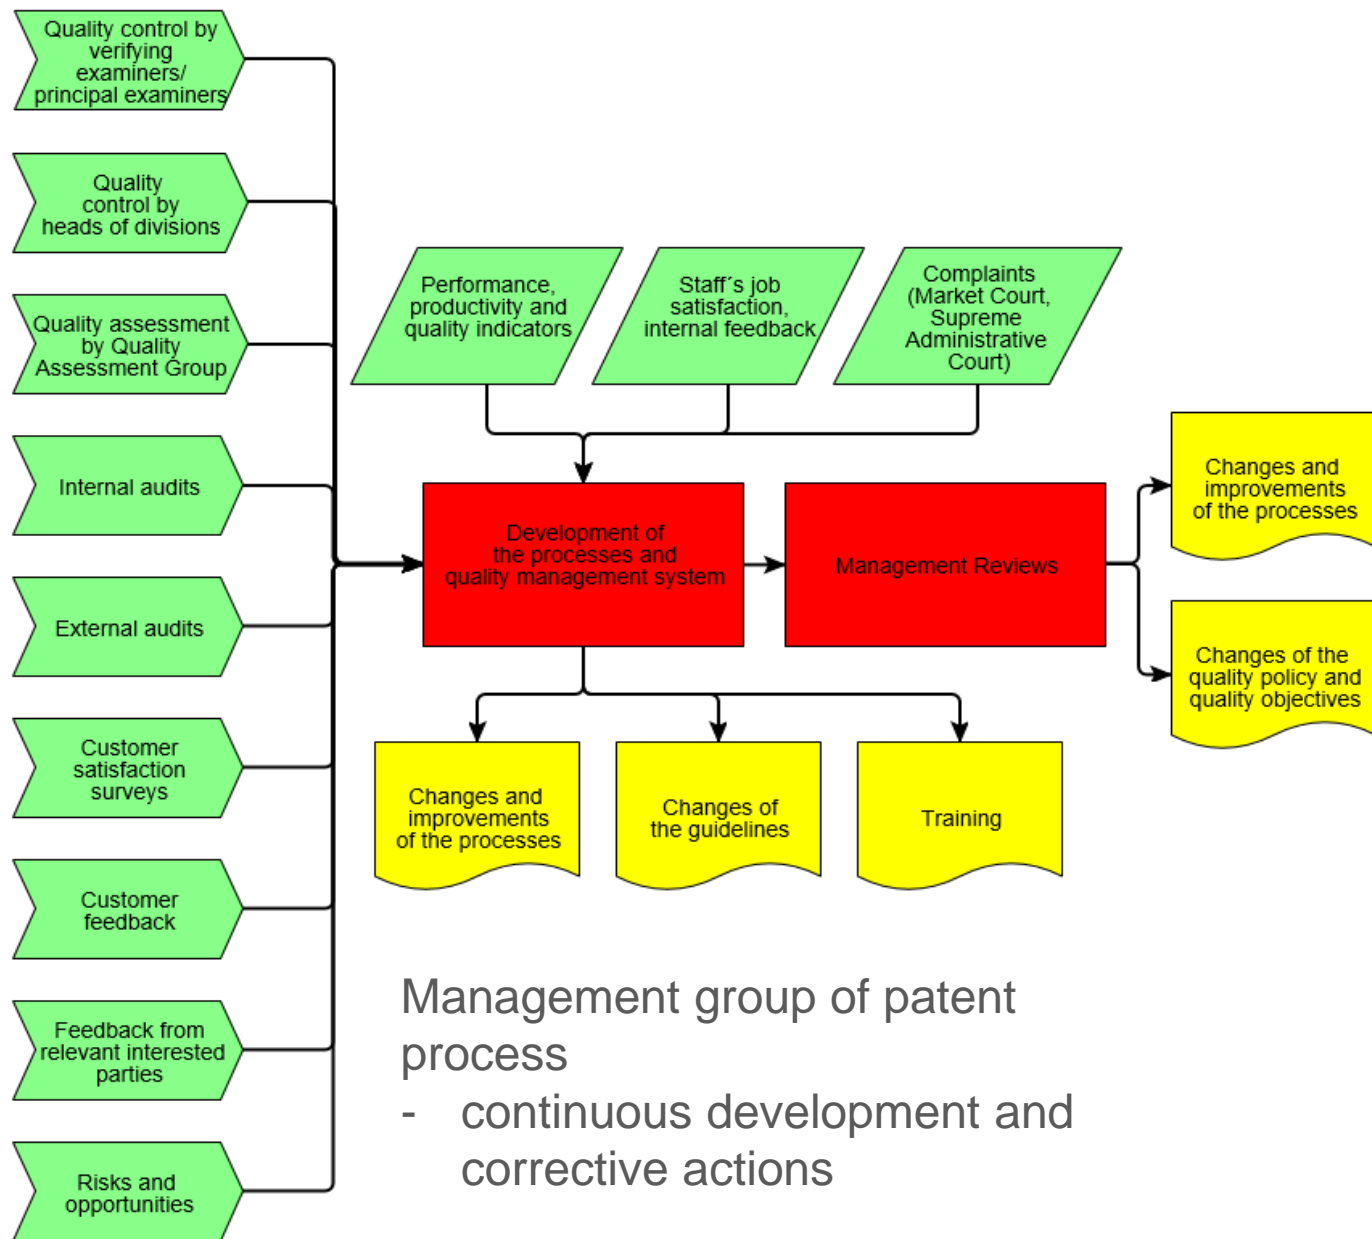 Quality control by
verifying
examiners/
principal examiners
Quality
control by
heads of divisions
Quality assessment
by Quality
Assessment Group
Internal audits
External audits
Customer
satisfaction
surveys
Customer
feedback
Feedback from
relevant interested
parties
Risks and
opportunities
Performance,
productivity and
quality indicators
Staff´s job
satisfaction,
internal feedback
Complaints
(Market Court,
Supreme
Administrative
Court)
Development of
the processes and
quality management system
Management Reviews
Changes and
improvements
of the processes
Changes of the
quality policy and
quality objectives
Changes and
improvements
of the processes
Changes of
the guidelines
Training
Management group of patent
process
- continuous development and
corrective actions